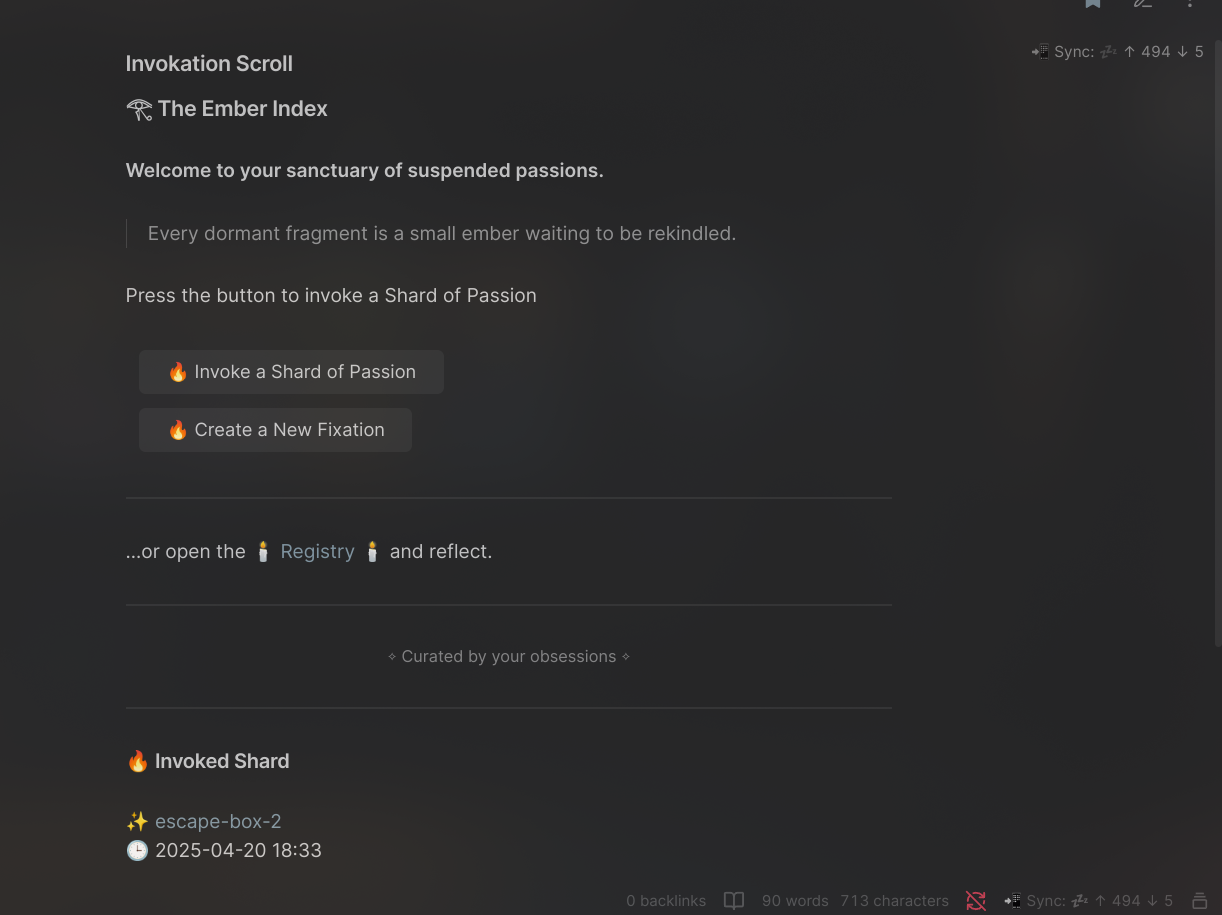 📲 Sync: 💤 ↑ 494 ↓ 5
Invokation Scroll
𓂀 The Ember Index
Welcome to your sanctuary of suspended passions.
Every dormant fragment is a small ember waiting to be rekindled.
Press the button to invoke a Shard of Passion
🔥 Invoke a Shard of Passion
🔥 Create a New Fixation
...or open the 🕯️ Registry 🕯️ and reflect.
✧ Curated by your obsessions ✧
🔥 Invoked Shard
✨ escape-box-2
🕒 2025-04-20 18:33
0 backlinks 90 words 713 characters 📲 Sync: 💤 ↑ 494 ↓ 5